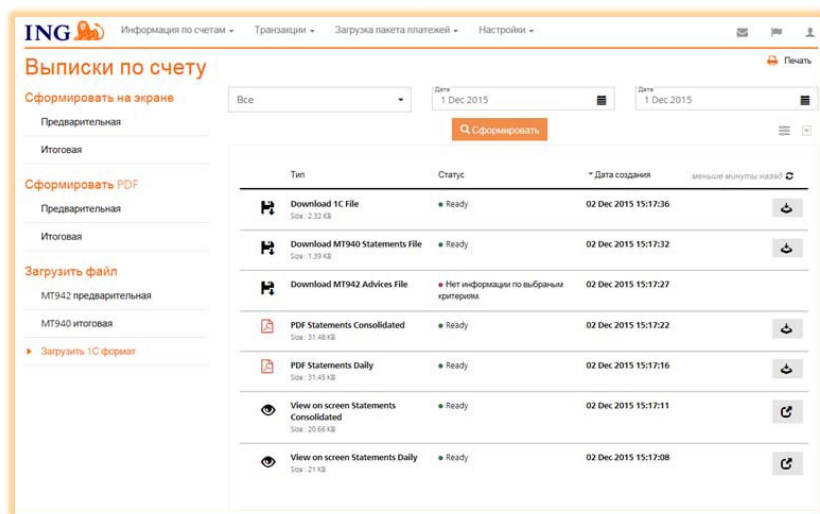 ING Информация по счетам Транзакции Загрузка пакета платежей Настройки
Выписки по счету
Печать
Сформировать на экране
Предварительная
Итоговая
Сформировать PDF
Предварительная
Итоговая
Загрузить файл
МТ942 предварительная
МТ940 итоговая
Загрузить 1С формат
Все
Дата
1 Dec 2015
Дата
1 Dec 2015
Сформировать
Тип Статус Дата создания меньше минуты назад
Download 1C File Ready 02 Dec 2015 15:17:36
Size : 2.32 KB
Download MT940 Statements File Ready 02 Dec 2015 15:17:32
Size : 1.39 KB
Download MT942 Advices File Нет информации по выбраным 02 Dec 2015 15:17:27
критериям.
PDF Statements Consolidated Ready 02 Dec 2015 15:17:22
Size : 31.48 KB
PDF Statements Daily Ready 02 Dec 2015 15:17:16
Size : 31.45 KB
View on screen Statements Ready 02 Dec 2015 15:17:11
Consolidated
Size : 20.66 KB
View on screen Statements Daily Ready 02 Dec 2015 15:17:08
Size : 21 KB